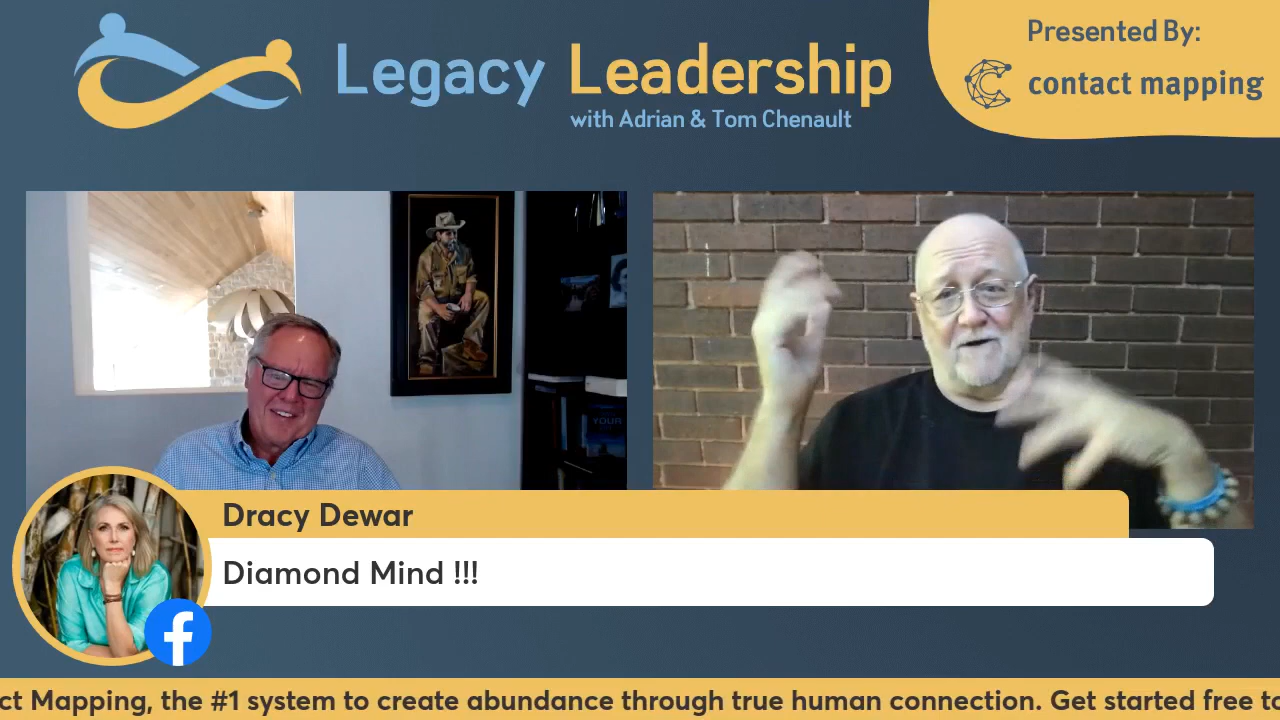 Legacy Leadership
with Adrian & Tom Chenault
Presented By:
contact mapping
YOUR
Dracy Dewar
Diamond Mind !!!
ct Mapping, the #1 system to create abundance through true human connection. Get started free to